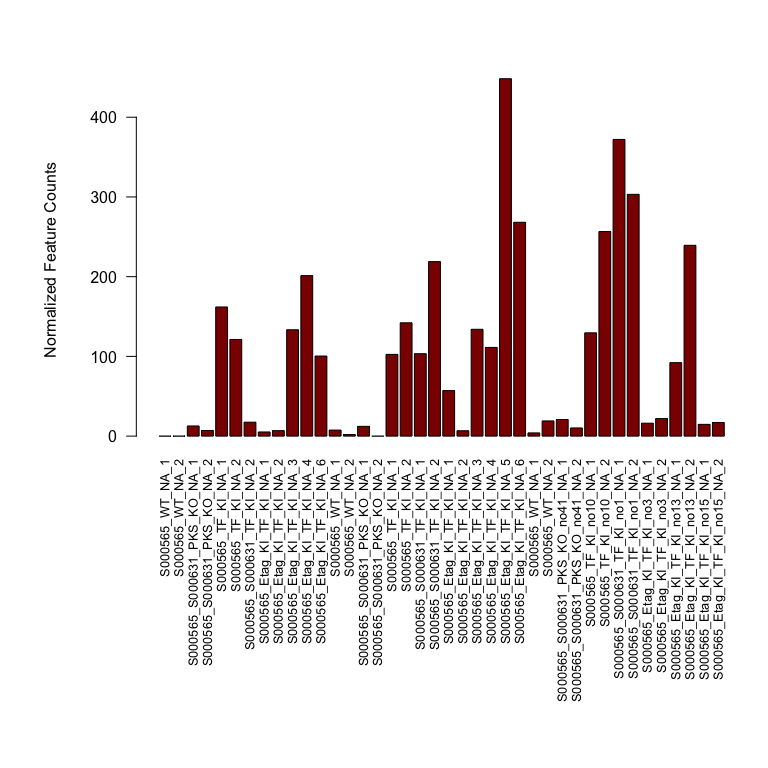 Normalized Feature Counts
400
300
200
100
0
S000565_WT_NA_1
S000565_WT_NA_2
S000565_S000631_PKS_KO_NA_1
S000565_S000631_PKS_KO_NA_2
S000565_TF_KI_NA_1
S000565_TF_KI_NA_2
S000565_S000631_TF_KI_NA_2
S000565_Etag_KI_TF_KI_NA_1
S000565_Etag_KI_TF_KI_NA_2
S000565_Etag_KI_TF_KI_NA_3
S000565_Etag_KI_TF_KI_NA_4
S000565_Etag_KI_TF_KI_NA_6
S000565_WT_NA_1
S000565_WT_NA_2
S000565_S000631_PKS_KO_NA_1
S000565_S000631_PKS_KO_NA_2
S000565_TF_KI_NA_1
S000565_TF_KI_NA_2
S000565_S000631_TF_KI_NA_1
S000565_S000631_TF_KI_NA_2
S000565_Etag_KI_TF_KI_NA_1
S000565_Etag_KI_TF_KI_NA_2
S000565_Etag_KI_TF_KI_NA_3
S000565_Etag_KI_TF_KI_NA_4
S000565_Etag_KI_TF_KI_NA_5
S000565_Etag_KI_TF_KI_NA_6
S000565_WT_NA_1
S000565_WT_NA_2
S000565_S000631_PKS_KO_no41_NA_1
S000565_S000631_PKS_KO_no41_NA_2
S000565_TF_KI_no10_NA_1
S000565_TF_KI_no10_NA_2
S000565_S000631_TF_KI_no1_NA_1
S000565_S000631_TF_KI_no1_NA_2
S000565_Etag_KI_TF_KI_no3_NA_1
S000565_Etag_KI_TF_KI_no3_NA_2
S000565_Etag_KI_TF_KI_no13_NA_1
S000565_Etag_KI_TF_KI_no13_NA_2
S000565_Etag_KI_TF_KI_no15_NA_1
S000565_Etag_KI_TF_KI_no15_NA_2